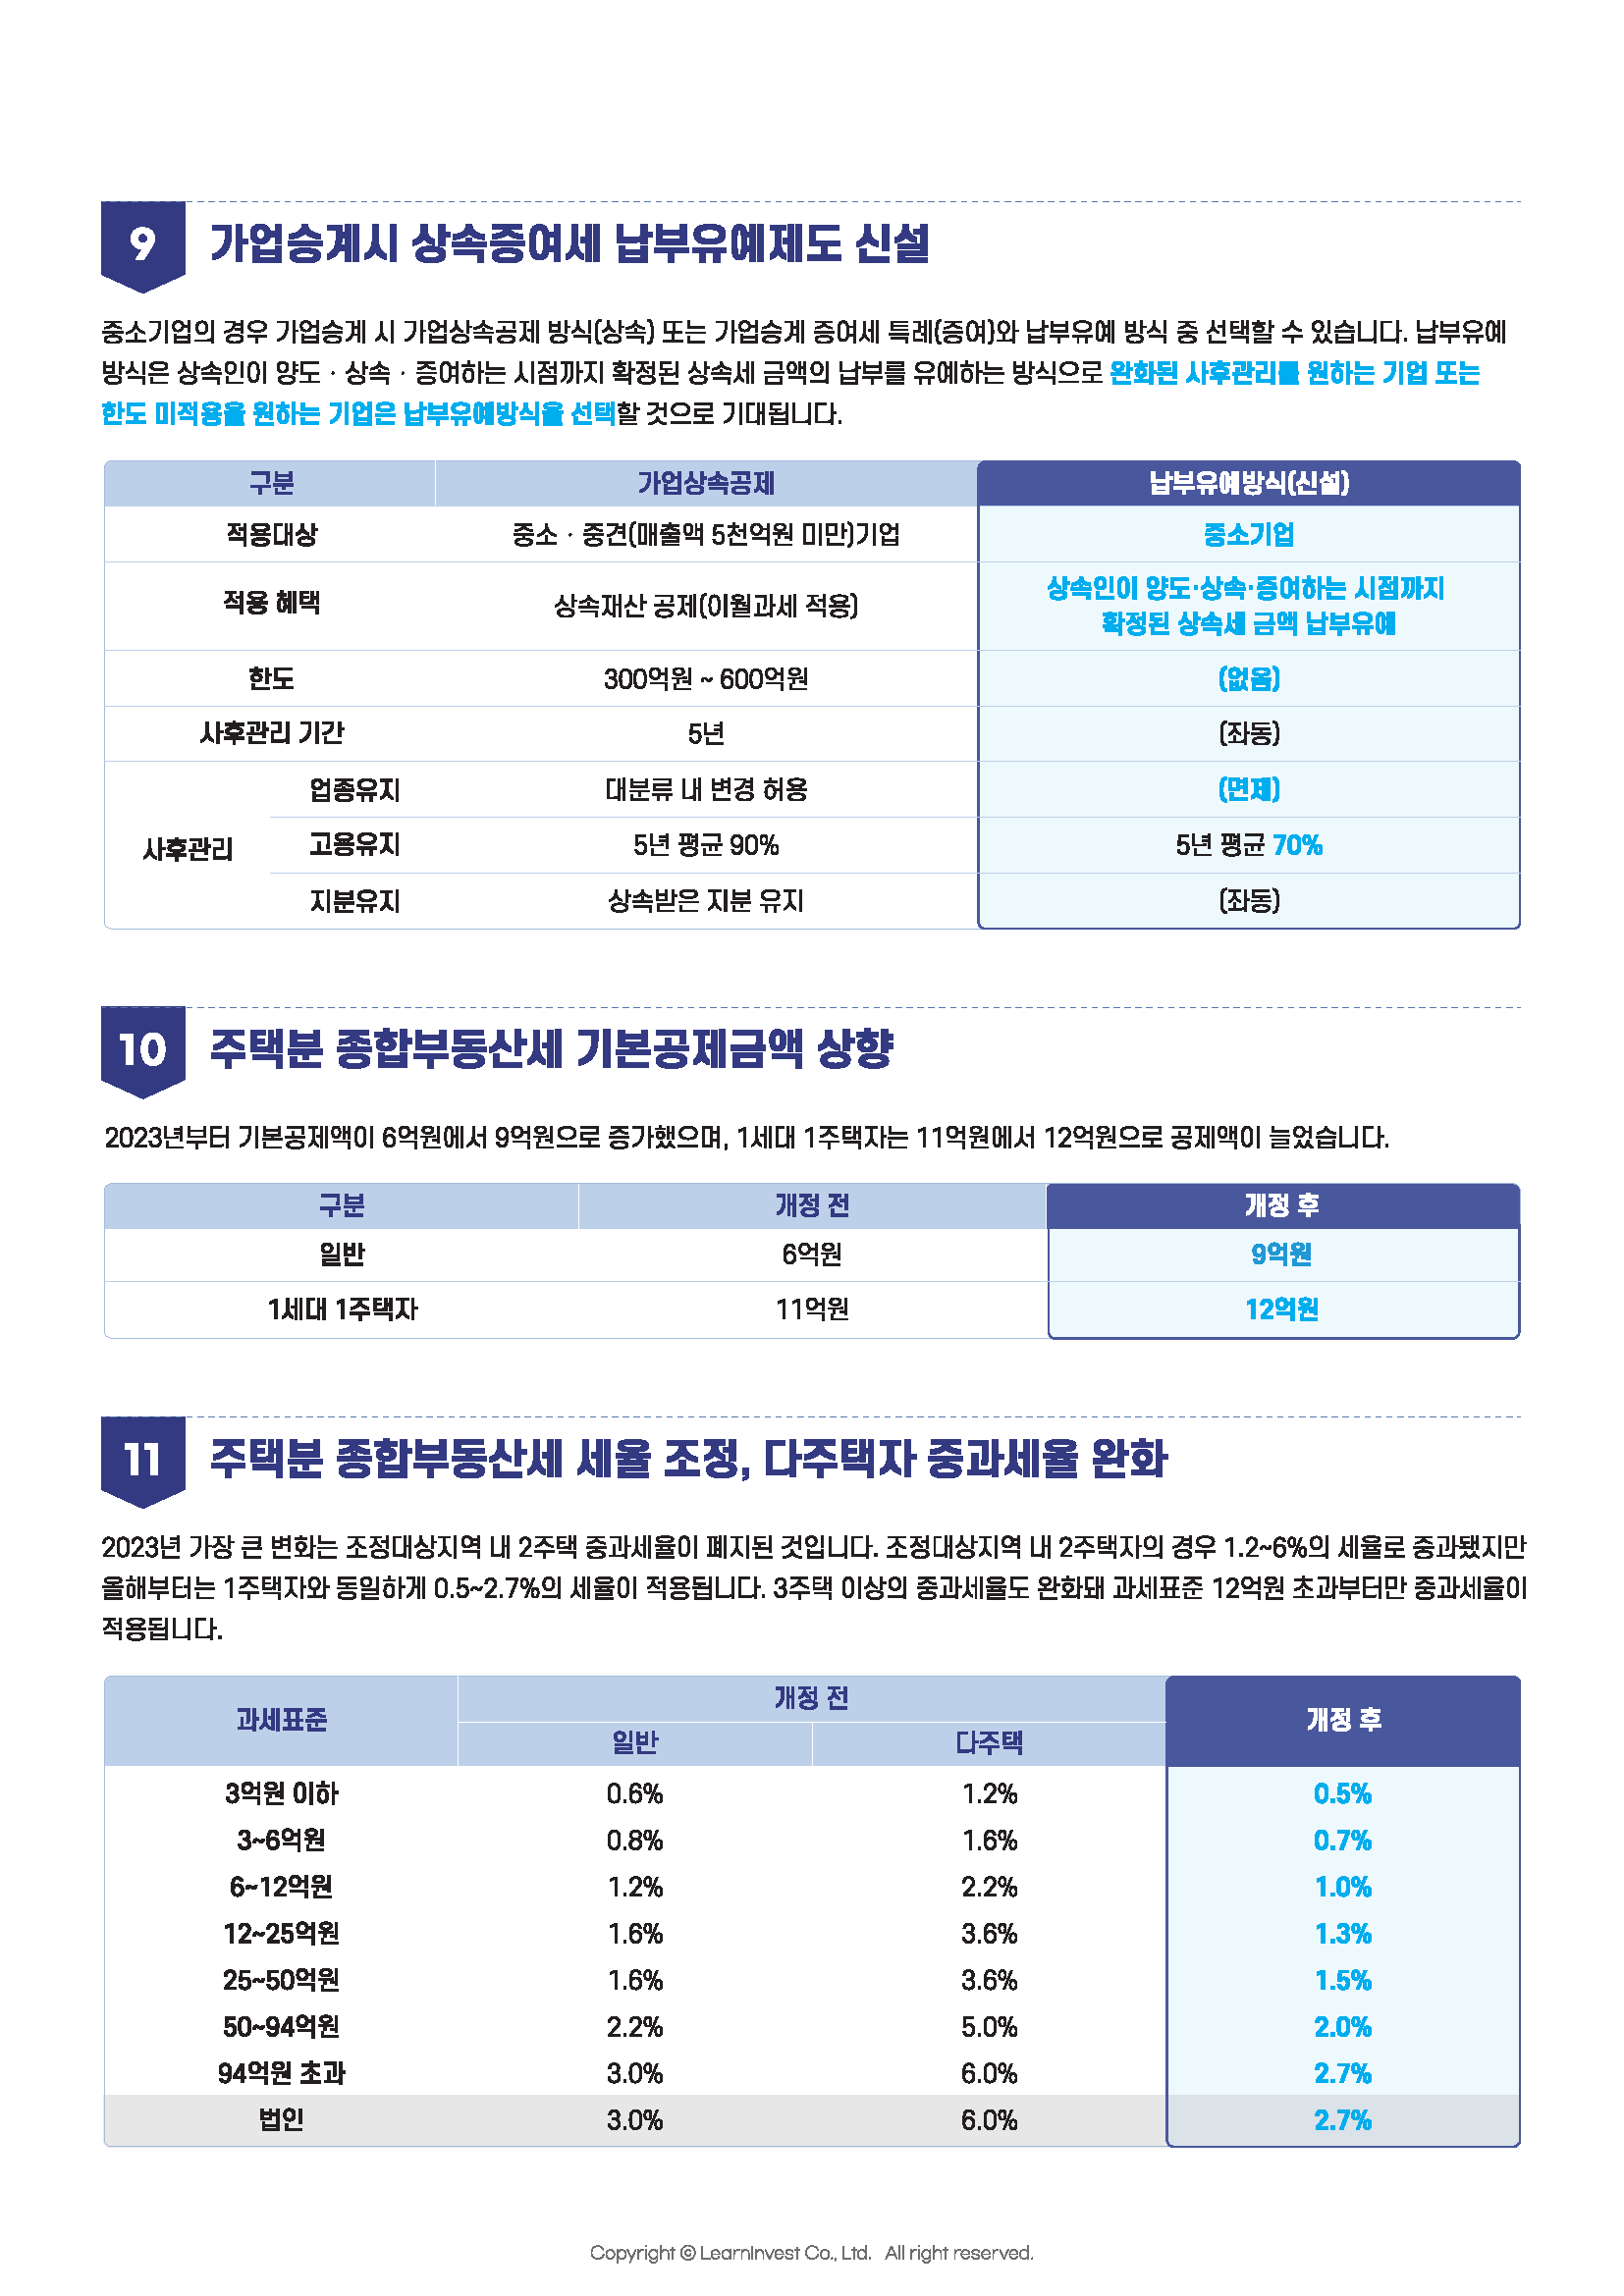 9 가업승계시 상속증여세 납부유예제도 신설
중소기업의 경우 가업승계 시 가업상속공제 방식(상속) 또는 가업승계 증여세 특례(증여)와 납부유예 방식 중 선택할 수 있습니다. 납부유예
방식은 상속인이 양도 · 상속 · 증여하는 시점까지 확정된 상속세 금액의 납부를 유예하는 방식으로 완화된 사후관리를 원하는 기업 또는
한도 미적용을 원하는 기업은 납부유예방식을 선택할 것으로 기대됩니다.
구분 가업상속공제 납부유예방식(신설)
적용대상 중소 · 중견(매출액 5천억원 미만)기업 중소기업
적용 혜택 상속재산 공제(이월과세 적용) 상속인이 양도·상속·증여하는 시점까지
확정된 상속세 금액 납부유예
한도 300억원 ~ 600억원 (없음)
사후관리 기간 5년 (좌동)
사후관리
업종유지 대분류 내 변경 허용 (면제)
고용유지 5년 평균 90% 5년 평균 70%
지분유지 상속받은 지분 유지 (좌동)
10 주택분 종합부동산세 기본공제금액 상향
2023년부터 기본공제액이 6억원에서 9억원으로 증가했으며, 1세대 1주택자는 11억원에서 12억원으로 공제액이 늘었습니다.
구분 개정 전 개정 후
일반 6억원 9억원
1세대 1주택자 11억원 12억원
11 주택분 종합부동산세 세율 조정, 다주택자 중과세율 완화
2023년 가장 큰 변화는 조정대상지역 내 2주택 중과세율이 폐지된 것입니다. 조정대상지역 내 2주택자의 경우 1.2~6%의 세율로 중과됐지만
올해부터는 1주택자와 동일하게 0.5~2.7%의 세율이 적용됩니다. 3주택 이상의 중과세율도 완화돼 과세표준 12억원 초과부터만 중과세율이
적용됩니다.
과세표준 개정 전 개정 후
일반 다주택
3억원 이하 0.6% 1.2% 0.5%
3~6억원 0.8% 1.6% 0.7%
6~12억원 1.2% 2.2% 1.0%
12~25억원 1.6% 3.6% 1.3%
25~50억원 1.6% 3.6% 1.5%
50~94억원 2.2% 5.0% 2.0%
94억원 초과 3.0% 6.0% 2.7%
법인 3.0% 6.0% 2.7%
Copyright © LearnInvest Co., Ltd. All right reserved.